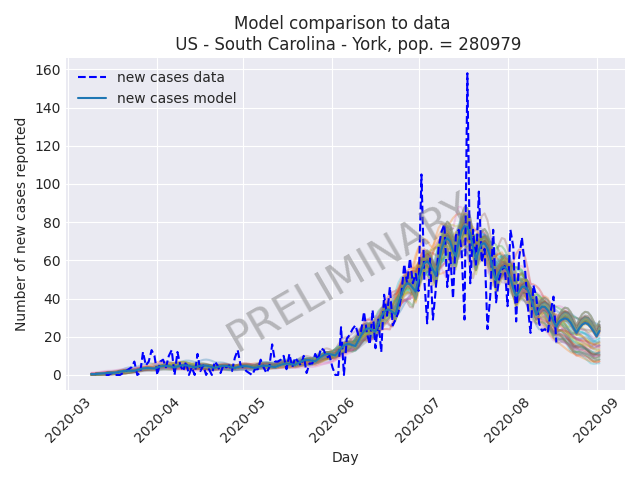 Model comparison to data
US - South Carolina - York, pop. = 280979
new cases data
new cases model
Number of new cases reported
160
140
120
100
80
60
40
20
0
PRELIMINARY
2020-03
2020-04
2020-05
2020-06
2020-07
2020-08
2020-09
Day